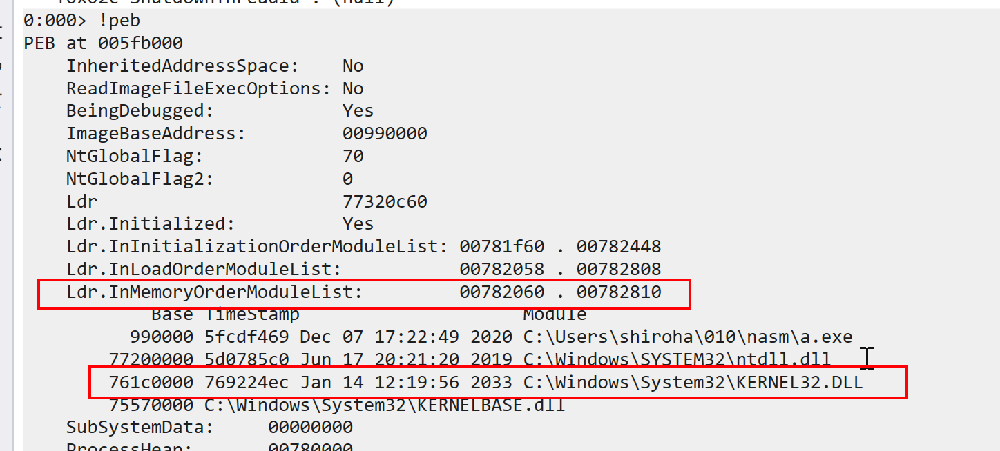 0:000> !peb
PEB at 005fb000
InheritedAddressSpace: No
ReadImageFileExecOptions: No
BeingDebugged: Yes
ImageBaseAddress: 00990000
NtGlobalFlag: 70
NtGlobalFlag2: 0
Ldr 77320c60
Ldr.Initialized: Yes
Ldr.InInitializationOrderModuleList: 00781f60 . 00782448
Ldr.InLoadOrderModuleList: 00782058 . 00782808
Ldr.InMemoryOrderModuleList: 00782060 . 00782810
Base TimeStamp Module
990000 5fcdf469 Dec 07 17:22:49 2020 C:\Users\shiroha\010\nasm\a.exe
77200000 5d0785c0 Jun 17 20:21:20 2019 C:\Windows\SYSTEM32\ntdll.dll
761c0000 769224ec Jan 14 12:19:56 2033 C:\Windows\System32\KERNEL32.DLL
75570000 C:\Windows\System32\KERNELBASE.dll
SubSystemData: 00000000
ProcessHeap: 00780000